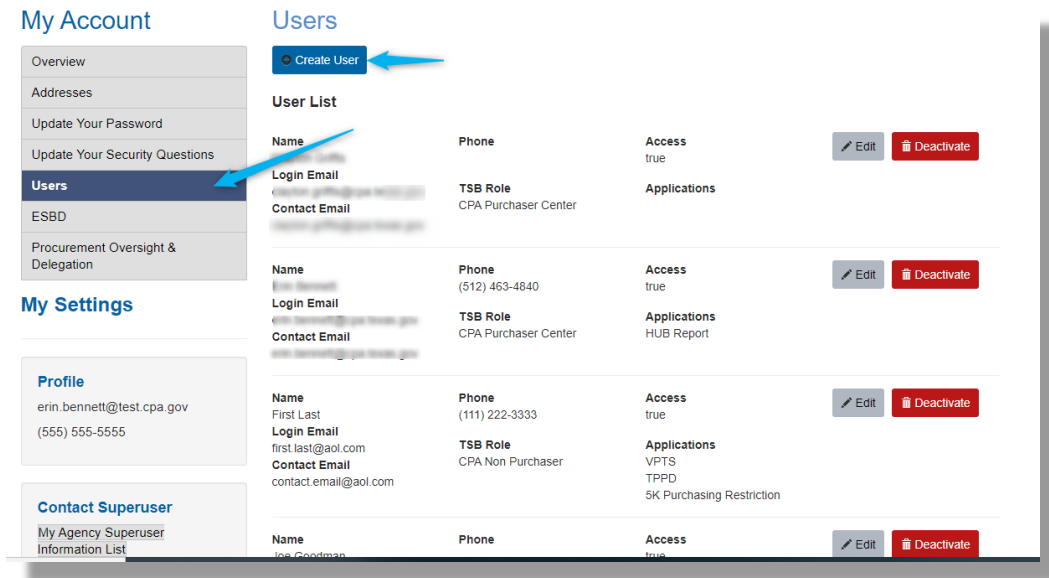 My Account
Overview
Addresses
Update Your Password
Update Your Security Questions
Users
ESBD
Procurement Oversight &
Delegation
My Settings
Profile
erin.bennett@test.cpa.gov
(555) 555-5555
Contact Superuser
My Agency Superuser
Information List
Users
Create User
User List
Name
Phone
Access
true
Edit
Deactivate
Login Email
TSB Role
Applications
CPA Purchaser Center
Contact Email
Name
Phone
Access
(512) 463-4840
true
Edit
Deactivate
Login Email
TSB Role
Applications
CPA Purchaser Center
HUB Report
Contact Email
Name
Phone
Access
First Last
(111) 222-3333
true
Edit
Deactivate
Login Email
first.last@aol.com
TSB Role
Applications
CPA Non Purchaser
VPTS
Contact Email
contact.email@aol.com
TPPD
5K Purchasing Restriction
Name
Phone
Access
Joe Goodman
true
Edit
Deactivate